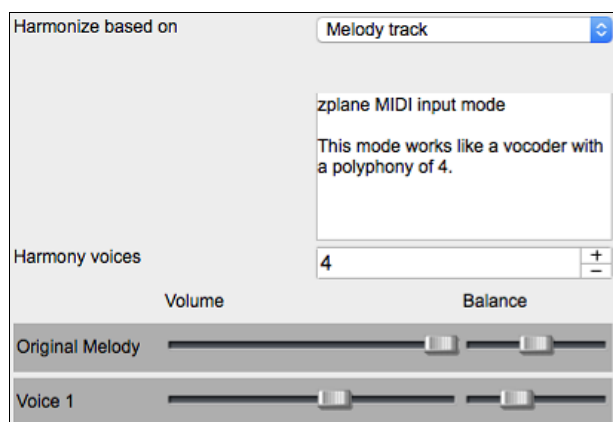 Harmonize based on
Melody track
zplane MIDI input mode
This mode works like a vocoder with
a polyphony of 4.
Harmony voices
4
+
−
Volume
Balance
Original Melody
Voice 1